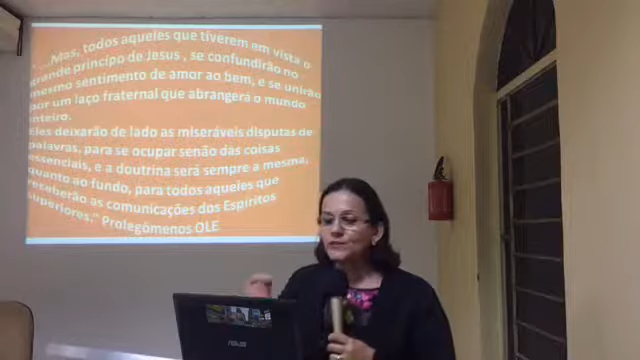 "...Mas, todos aqueles que tiverem em vista o
grande princípo de Jesus , se confundirão no
mesmo sentimento de amor ao bem, e se unirão
por um laço fraternal que abrangerá o mundo
inteiro.
Eles deixarão de lado as miseráveis disputas de
palavras, para se ocupar senão das coisas
essenciais, e a doutrina será sempre a mesma,
quanto ao fundo, para todos aqueles que
receberão as comunicações dos Espíritos
superiores." Prolegômenos OLE
ASUS